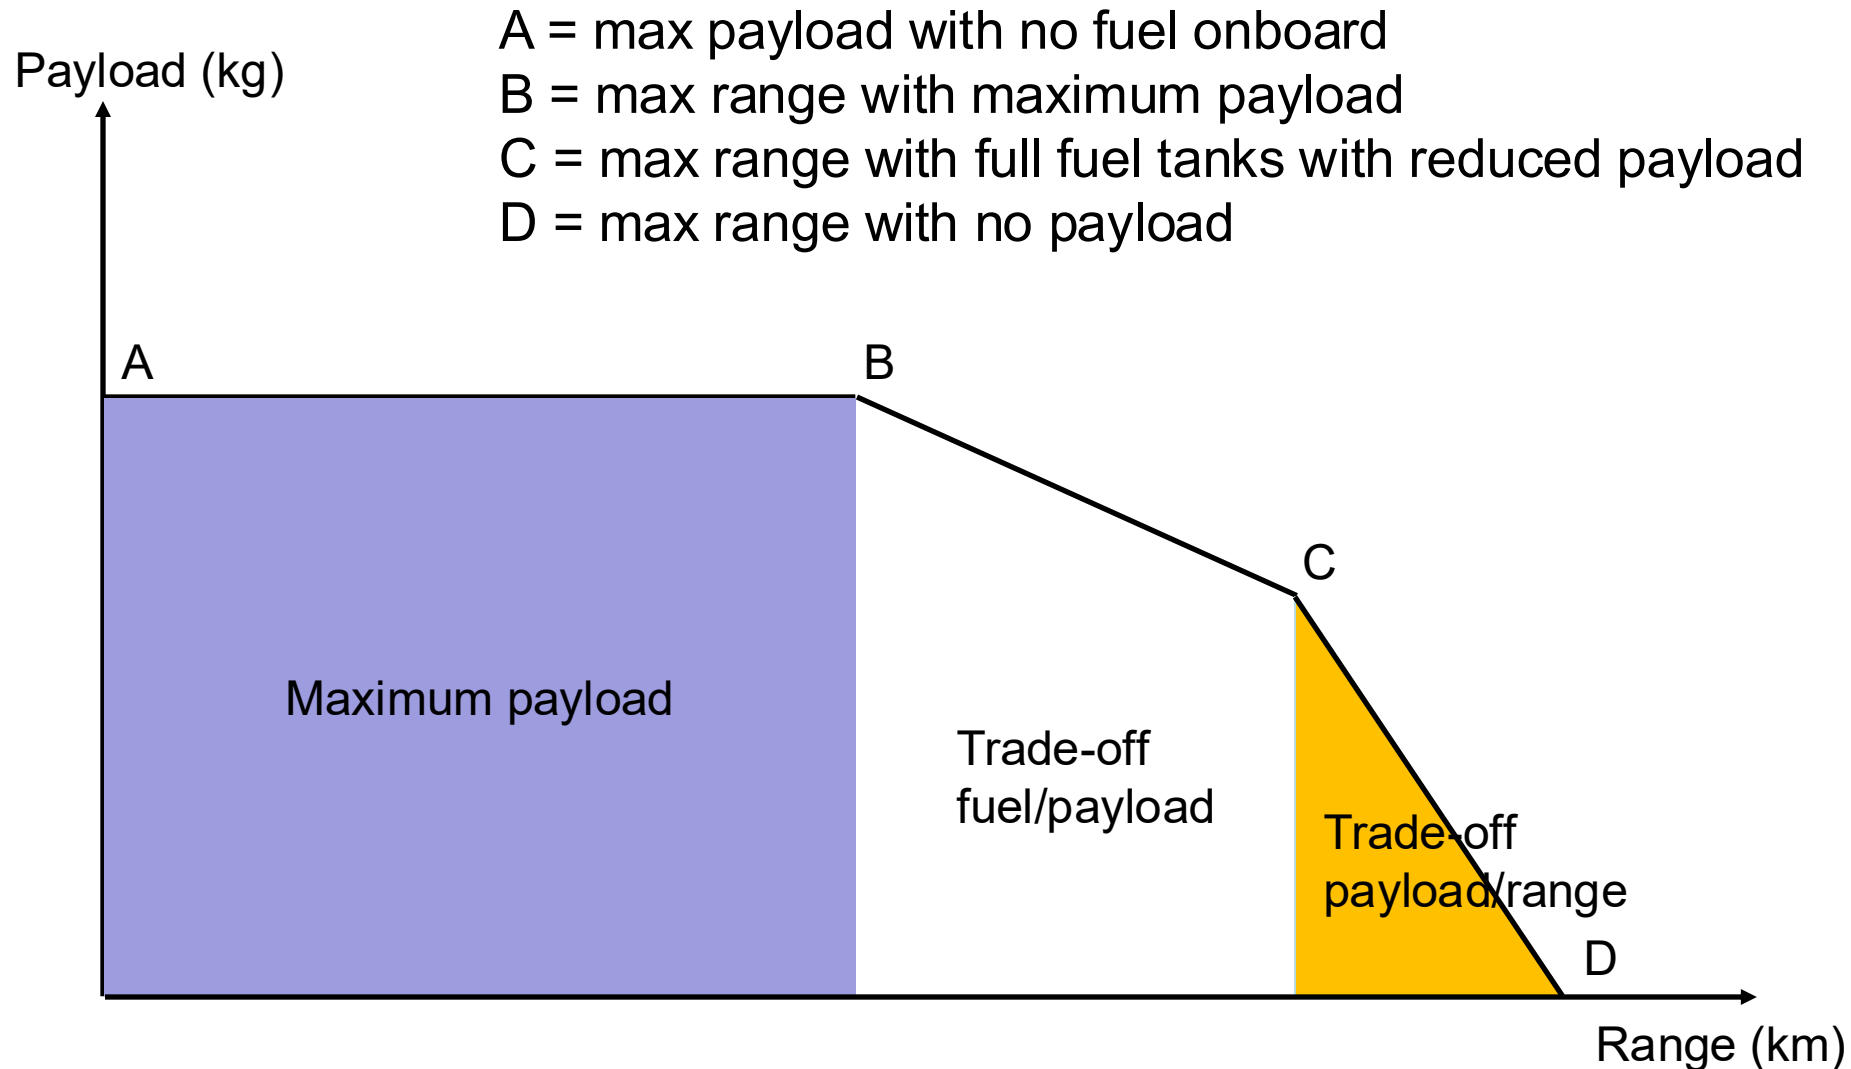 A = max payload with no fuel onboard
Payload (kg)
B = max range with maximum payload
C = max range with full fuel tanks with reduced payload
D = max range with no payload
A
B
C
Maximum payload
Trade-off
fuel/payload
Trade-off
payload/range
D
Range (km)